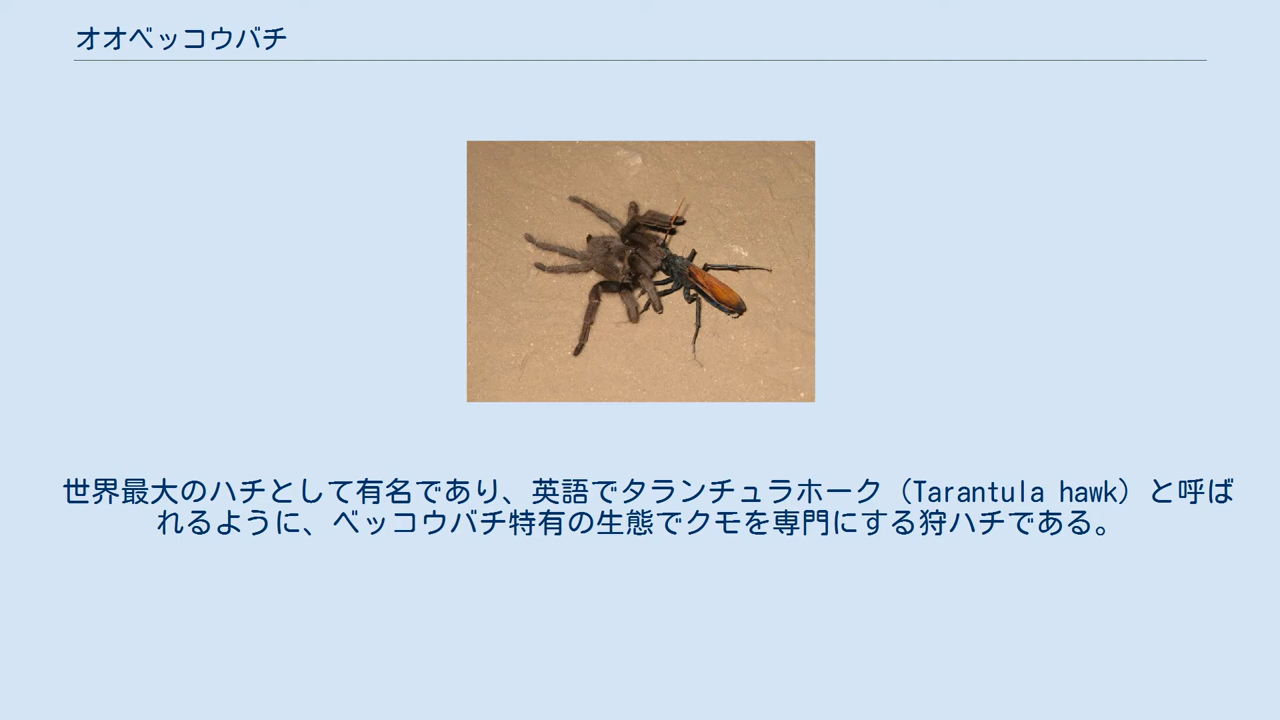 オオベッコウバチ
世界最大のハチとして有名であり、英語でタランチュラホーク（Tarantula hawk）と呼ば
れるように、ベッコウバチ特有の生態でクモを専門にする狩ハチである。